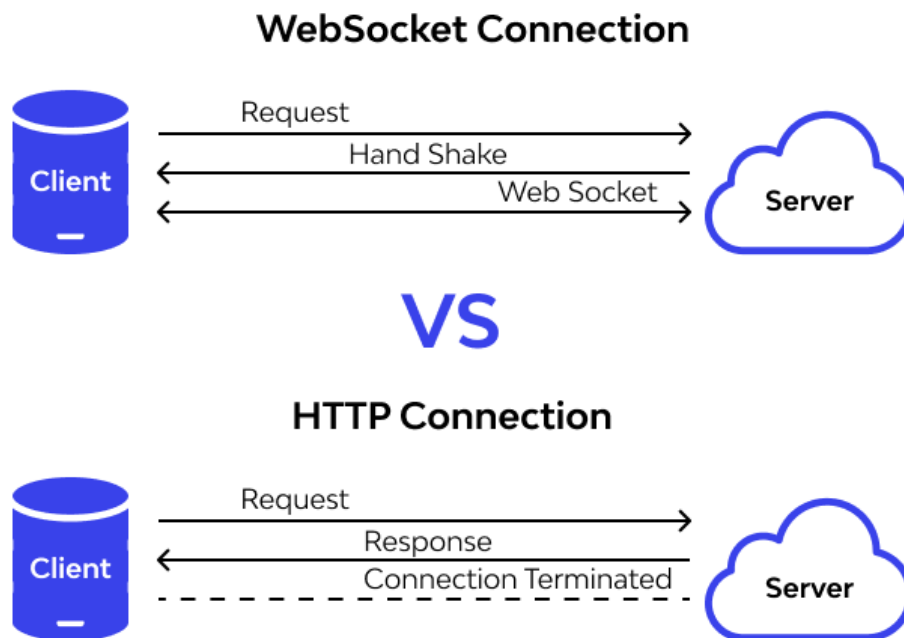 WebSocket Connection
Request
Hand Shake
Client
Web Socket
Server
VS
HTTP Connection
Request
Response
Client
Connection Terminated
Server